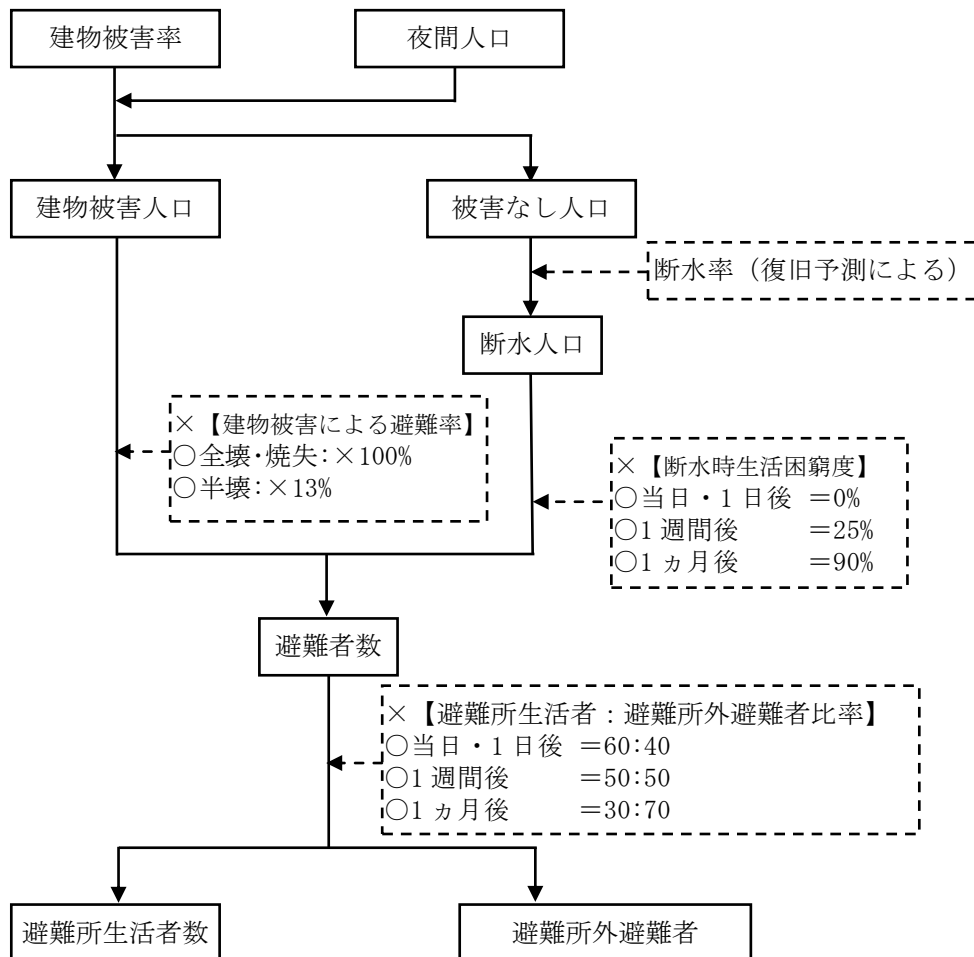 建物被害率
夜間人口
建物被害人口
被害なし人口
断水率（復旧予測による）
断水人口
×【建物被害による避難率】
○全壊・焼失：×100%
○半壊：×13%
×【断水時生活困窮度】
○当日・1日後 ＝0%
○1週間後 ＝25%
○1ヵ月後 ＝90%
避難者数
×【避難所生活者：避難所外避難者比率】
○当日・1日後 ＝60:40
○1週間後 ＝50:50
○1ヵ月後 ＝30:70
避難所生活者数
避難所外避難者